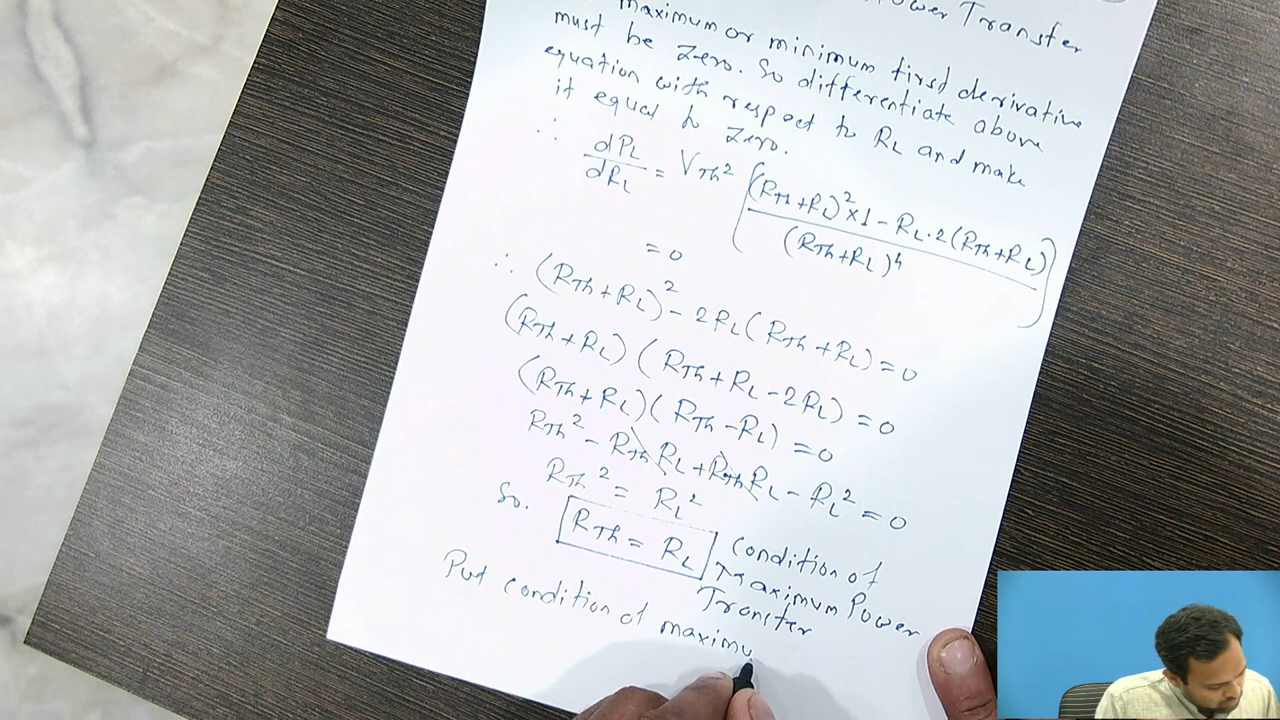 Power Transfer
maximum or minimum first derivative
must be Zero. So differentiate above
equation with respect to RL and make
it equal to Zero.
∴ dPL/dRL = VTh² [((RTh+RL)²×1 - RL·2(RTh+RL))/(RTh+RL)⁴]
= 0
∴ (RTh+RL)² - 2RL(RTh+RL) = 0
(RTh+RL)(RTh+RL-2RL) = 0
(RTh+RL)(RTh-RL) = 0
RTh² - RTh RL + RTh RL - RL² = 0
RTh² = RL²
So. RTh = RL Condition of
Maximum Power
Transfer
Put condition of maximu